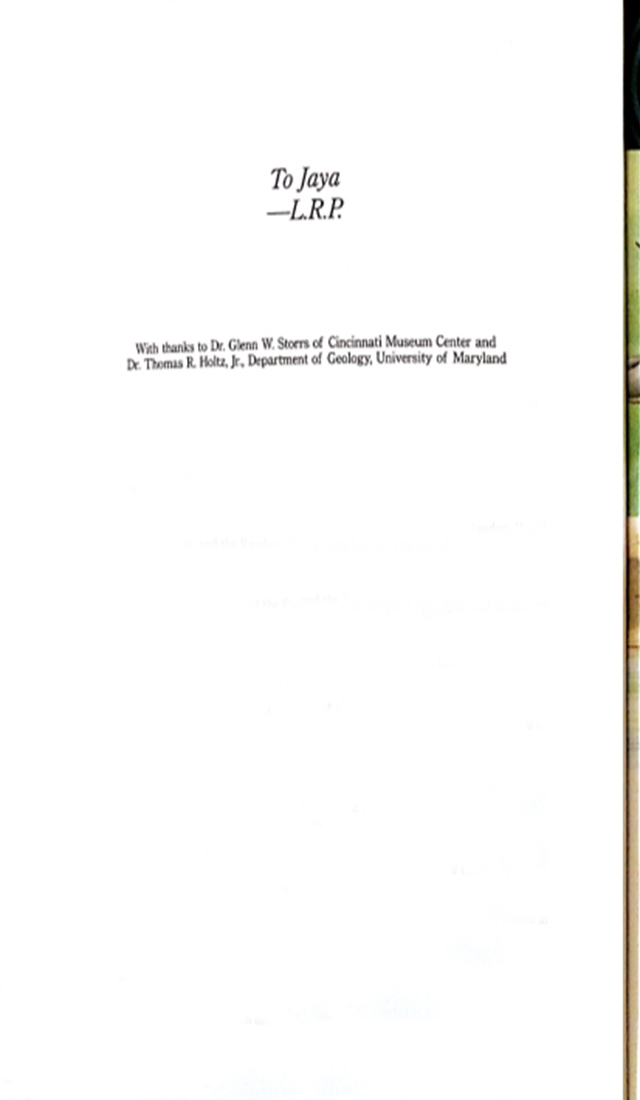 To Jaya
—L.R.P.
With thanks to Dr. Glenn W. Storrs of Cincinnati Museum Center and
Dr. Thomas R. Holtz, Jr., Department of Geology, University of Maryland